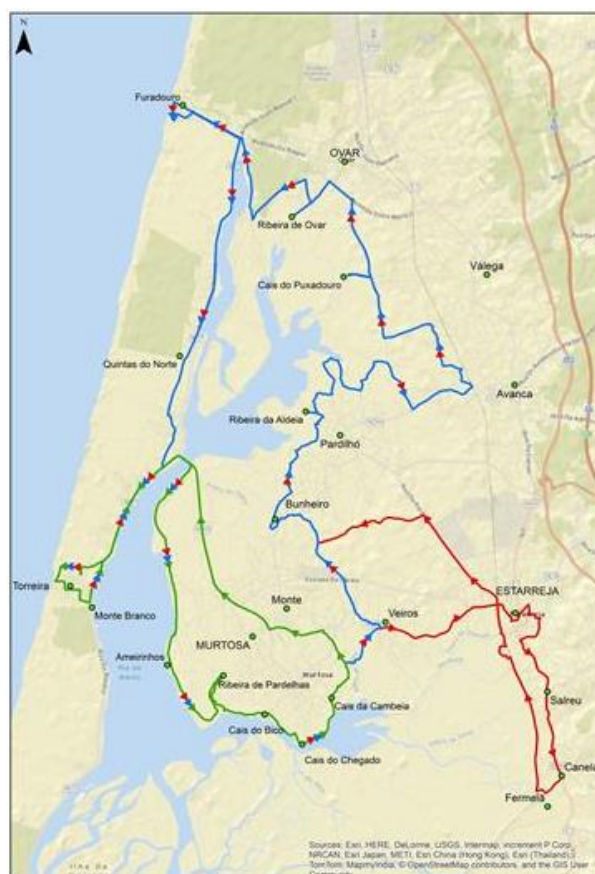 N
Furadouro
OVAR
Ribeira de Ovar
Válega
Cais do Puxadouro
Quintas do Norte
Avanca
Ribeira da Aldeia
Pardilhó
Bunheiro
ESTARREJA
Torreira
Monte
Veiros
Monte Branco
MURTOSA
Ameirinhos
Murtosa
Ribeira de Pardelhas
Salreu
Cais da Cambeia
Cais do Bico
Cais do Chegado
Canela
Fermelã
Sources: Esri, HERE, DeLorme, USGS, Intermap, increment P Corp.,
NRCAN, Esri Japan, METI, Esri China (Hong Kong), Esri (Thailand),
TomTom, MapmyIndia, © OpenStreetMap contributors, and the GIS User
Community